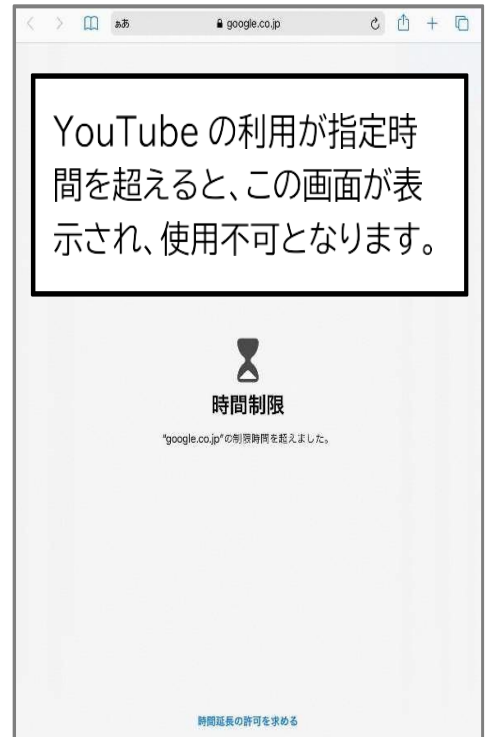 ああ
google.co.jp
YouTube の利用が指定時
間を超えると、この画面が表
示され、使用不可となります。
時間制限
"google.co.jp"の制限時間を超えました。
時間延長の許可を求める